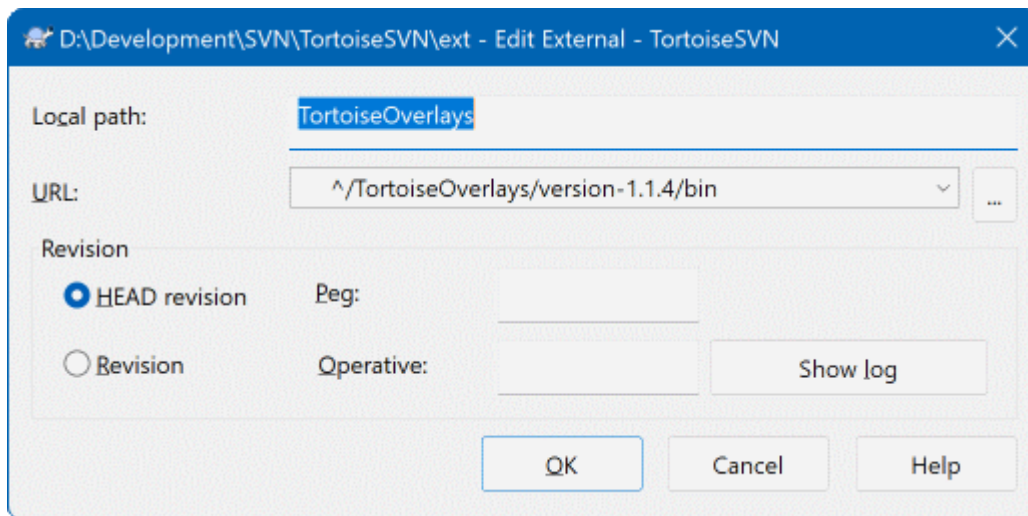 D:\Development\SVN\TortoiseSVN\ext - Edit External - TortoiseSVN
Local path: TortoiseOverlays
URL: ^/TortoiseOverlays/version-1.1.4/bin ...
Revision
HEAD revision Peg:
Revision Operative: Show log
OK Cancel Help